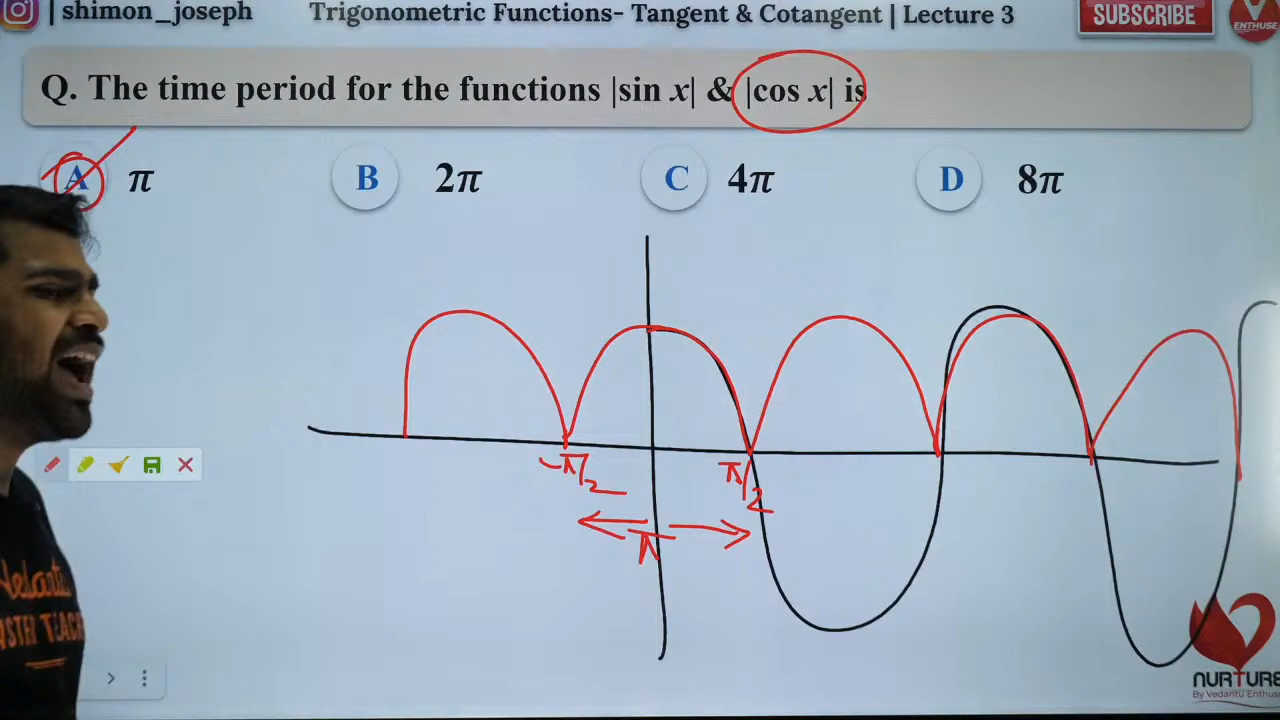 | shimon_joseph
Trigonometric Functions- Tangent & Cotangent | Lecture 3
SUBSCRIBE
V
ENTHUSE
Q. The time period for the functions |sin x| & |cos x| is
A π
B 2π
C 4π
D 8π
-π/2
π/2
π
NURTURE
By Vedantu Enthuse